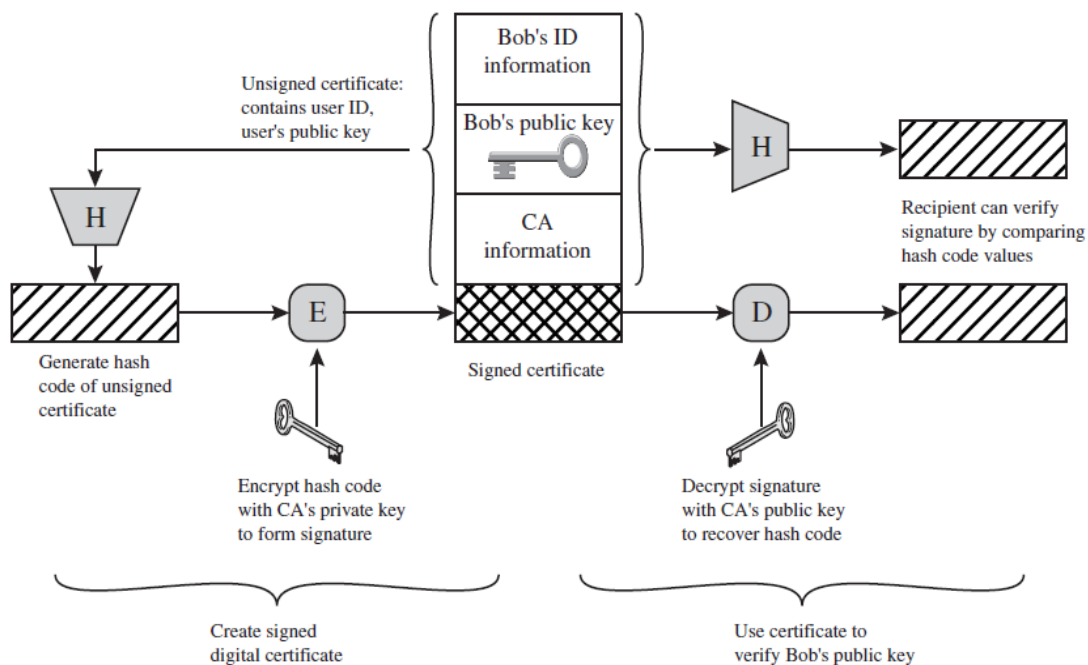 Bob's ID
information
Unsigned certificate:
contains user ID,
user's public key
Bob's public key
H
H
CA
information
Recipient can verify
signature by comparing
hash code values
E
D
Generate hash
code of unsigned
certificate
Signed certificate
Encrypt hash code
with CA's private key
to form signature
Decrypt signature
with CA's public key
to recover hash code
Create signed
digital certificate
Use certificate to
verify Bob's public key